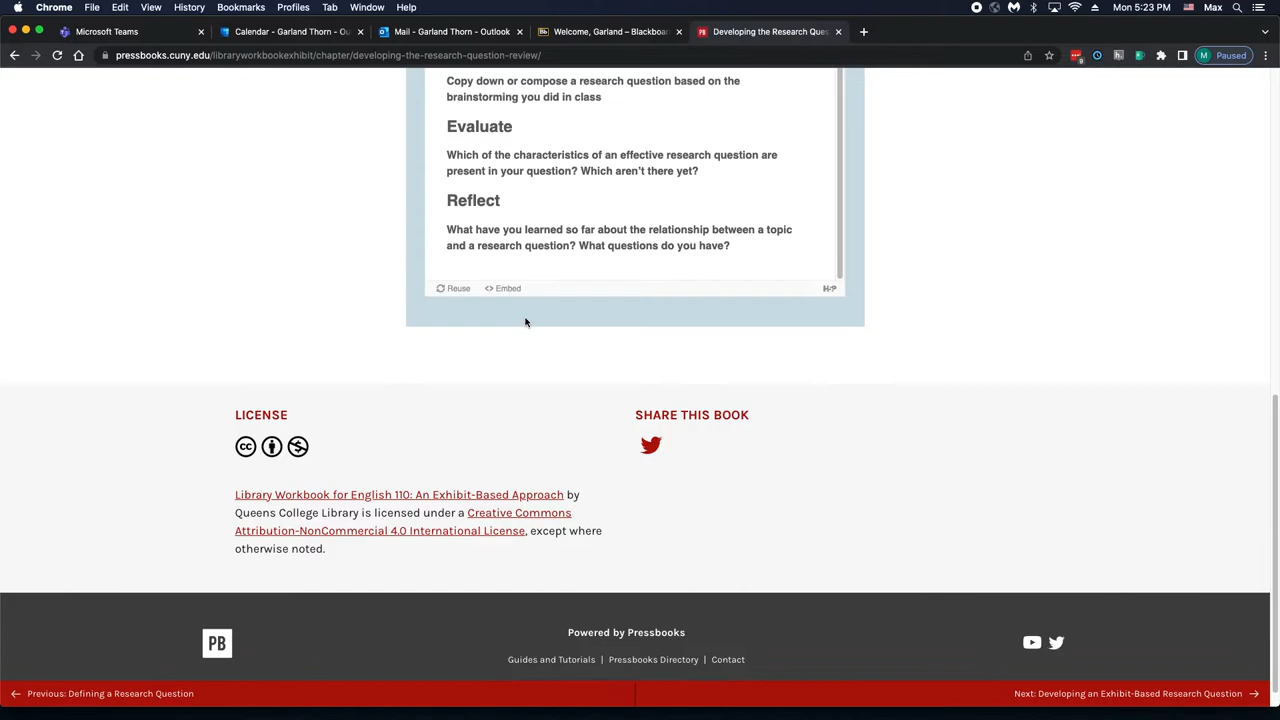 Chrome File Edit View History Bookmarks Profiles Tab Window Help Max Mon 5:23 PM
Microsoft Teams
Calendar - Garland Thorn - Ou
Mail - Garland Thorn - Outlook
Bb Welcome, Garland – Blackboa
Developing the Research Ques
pressbooks.cuny.edu/libraryworkbookexhibit/chapter/developing-the-research-question-review/
M Paused
Copy down or compose a research question based on the
brainstorming you did in class
Evaluate
Which of the characteristics of an effective research question are
present in your question? Which aren't there yet?
Reflect
What have you learned so far about the relationship between a topic
and a research question? What questions do you have?
Reuse <> Embed H5P
LICENSE
cc
Library Workbook for English 110: An Exhibit-Based Approach by
Queens College Library is licensed under a Creative Commons
Attribution-NonCommercial 4.0 International License, except where
otherwise noted.
SHARE THIS BOOK
PB
Powered by Pressbooks
Guides and Tutorials | Pressbooks Directory | Contact
← Previous: Defining a Research Question
Next: Developing an Exhibit-Based Research Question →